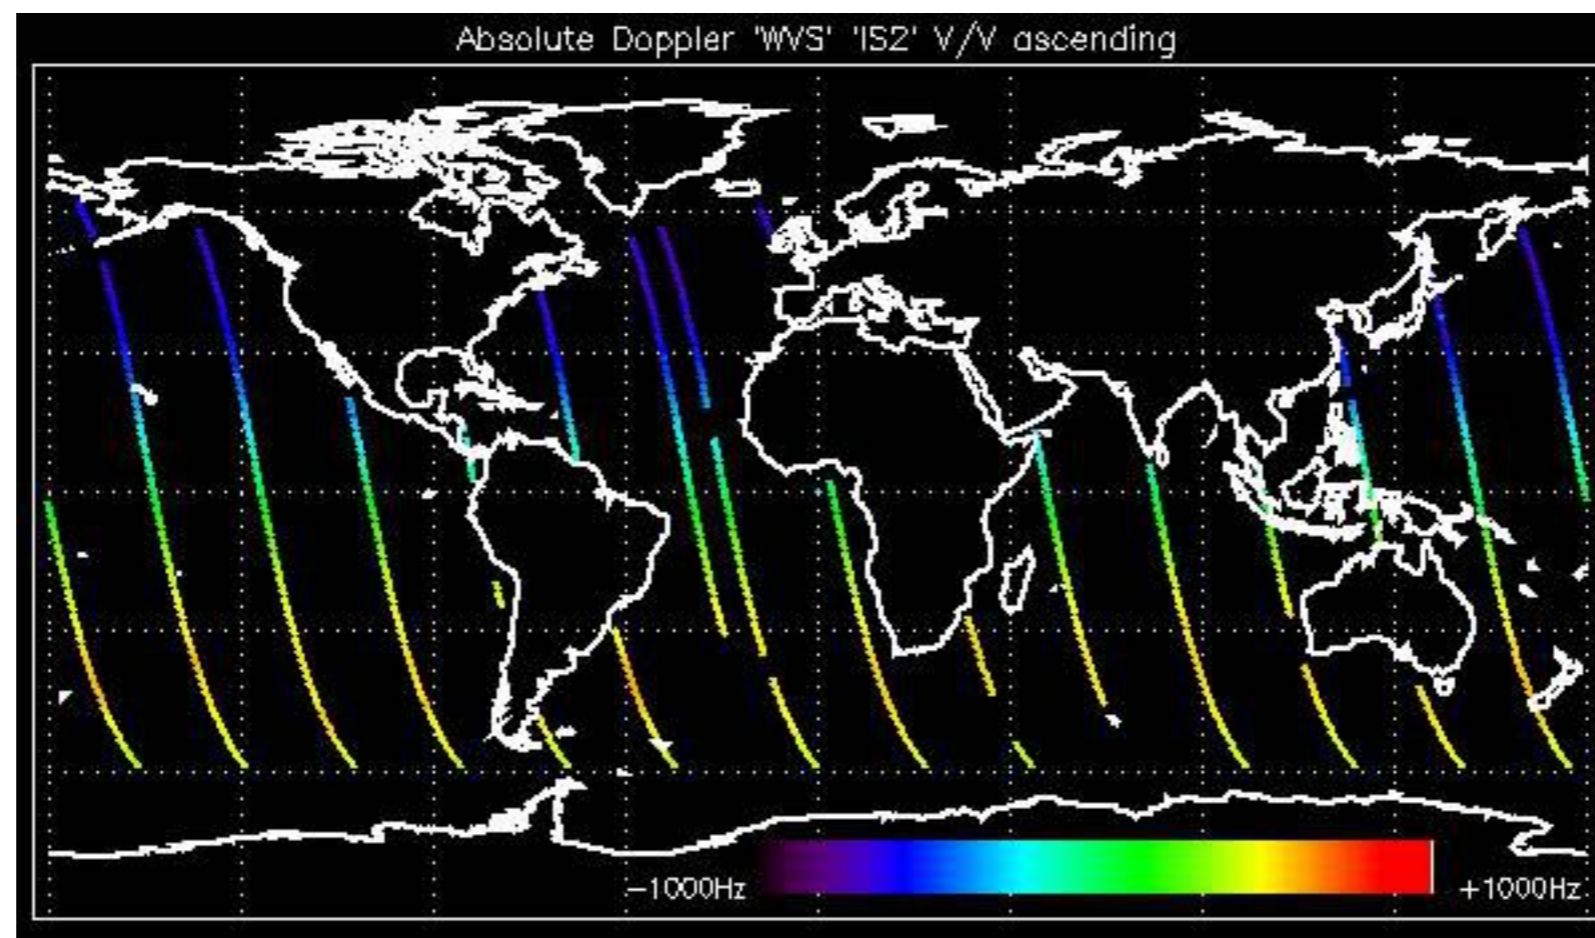 Absolute Doppler 'WVS' 'IS2' V/V ascending
−1000Hz +1000Hz